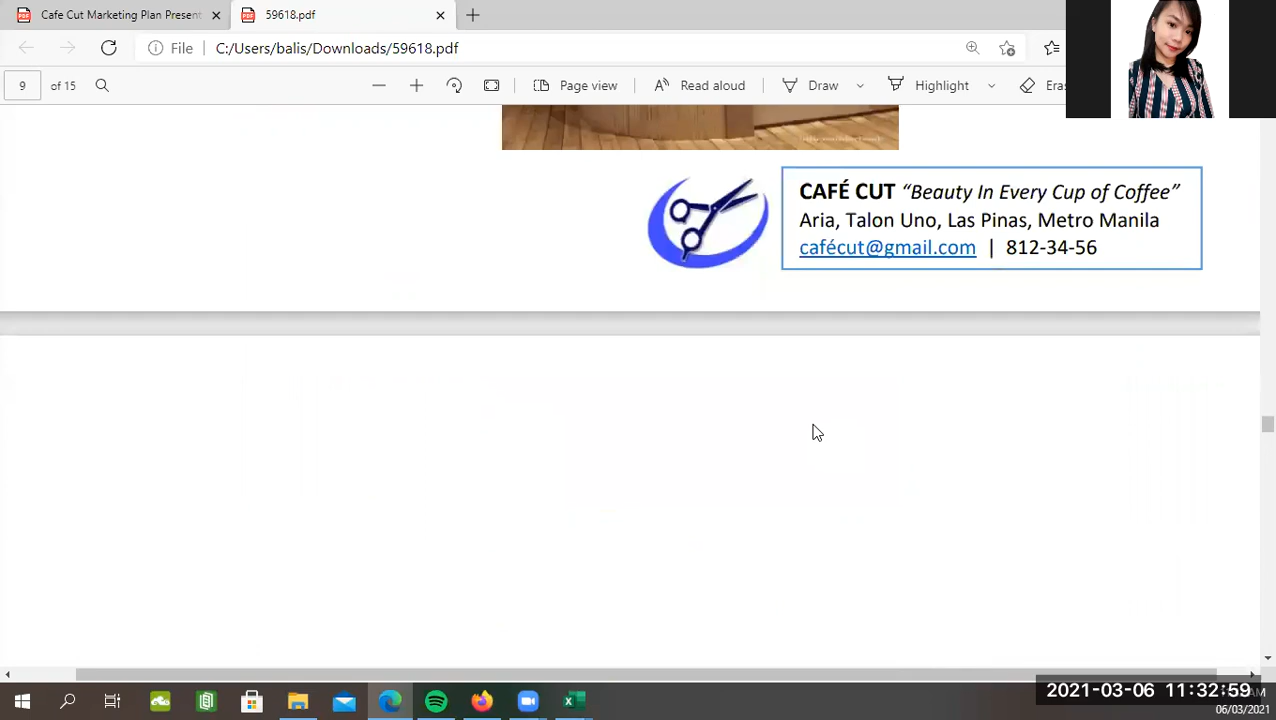 Cafe Cut Marketing Plan Present
59618.pdf
File
C:/Users/balis/Downloads/59618.pdf
9
of 15
Page view
Read aloud
Draw
Highlight
Era
CAFÉ CUT “Beauty In Every Cup of Coffee”
Aria, Talon Uno, Las Pinas, Metro Manila
cafécut@gmail.com | 812-34-56
2021-03-06 11:32:59
AM
06/03/2021